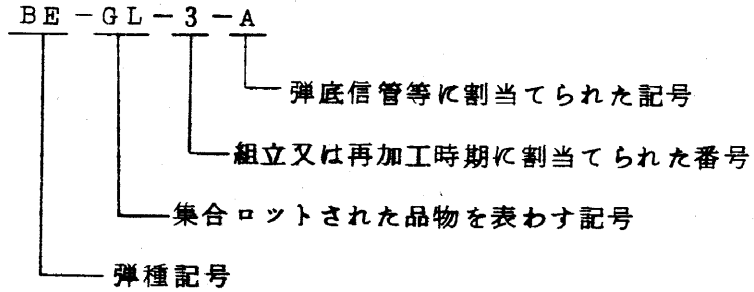 BE-GL-3-A
弾底信管等に割当てられた記号
組立又は再加工時期に割当てられた番号
集合ロットされた品物を表わす記号
弾種記号